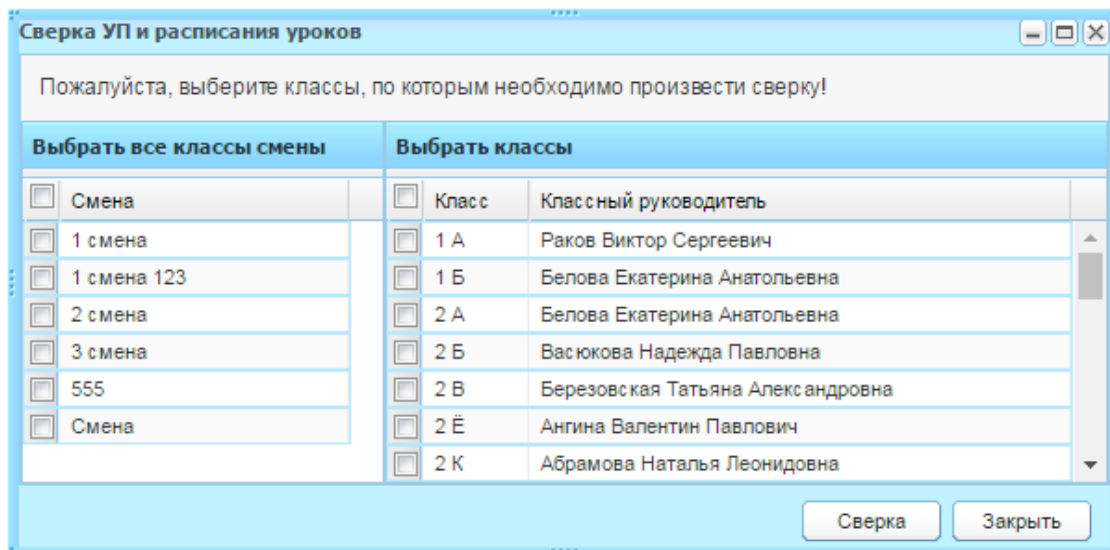 Сверка УП и расписания уроков
Пожалуйста, выберите классы, по которым необходимо произвести сверку!
Выбрать все классы смены
Смена
1 смена
1 смена 123
2 смена
3 смена
555
Смена
Выбрать классы
Класс Классный руководитель
1 А Раков Виктор Сергеевич
1 Б Белова Екатерина Анатольевна
2 А Белова Екатерина Анатольевна
2 Б Васюкова Надежда Павловна
2 В Березовская Татьяна Александровна
2 Ё Ангина Валентин Павлович
2 К Абрамова Наталья Леонидовна
Сверка Закрыть